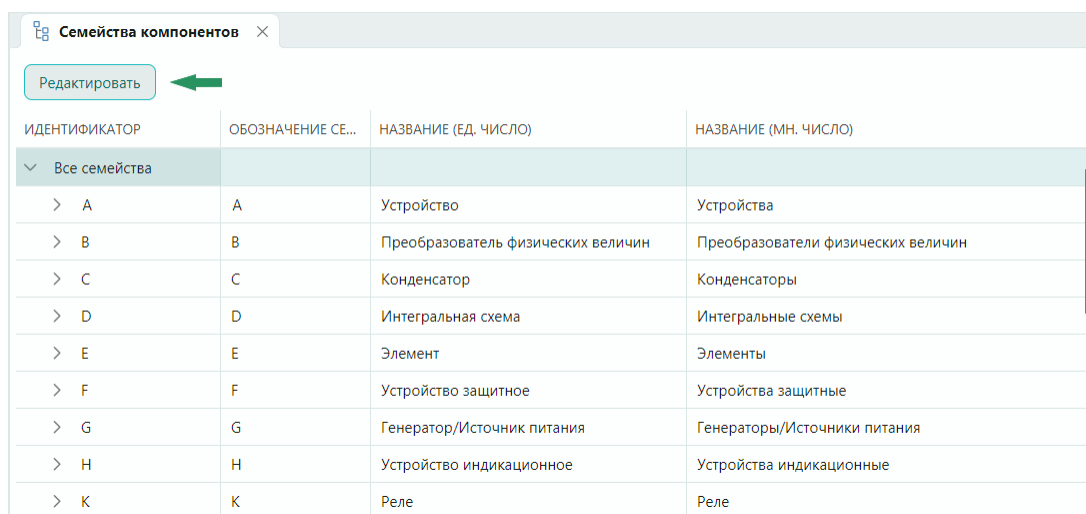 Семейства компонентов
Редактировать
ИДЕНТИФИКАТОР ОБОЗНАЧЕНИЕ СЕ... НАЗВАНИЕ (ЕД. ЧИСЛО) НАЗВАНИЕ (МН. ЧИСЛО)
Все семейства
A A Устройство Устройства
B B Преобразователь физических величин Преобразователи физических величин
C C Конденсатор Конденсаторы
D D Интегральная схема Интегральные схемы
E E Элемент Элементы
F F Устройство защитное Устройства защитные
G G Генератор/Источник питания Генераторы/Источники питания
H H Устройство индикационное Устройства индикационные
K K Реле Реле